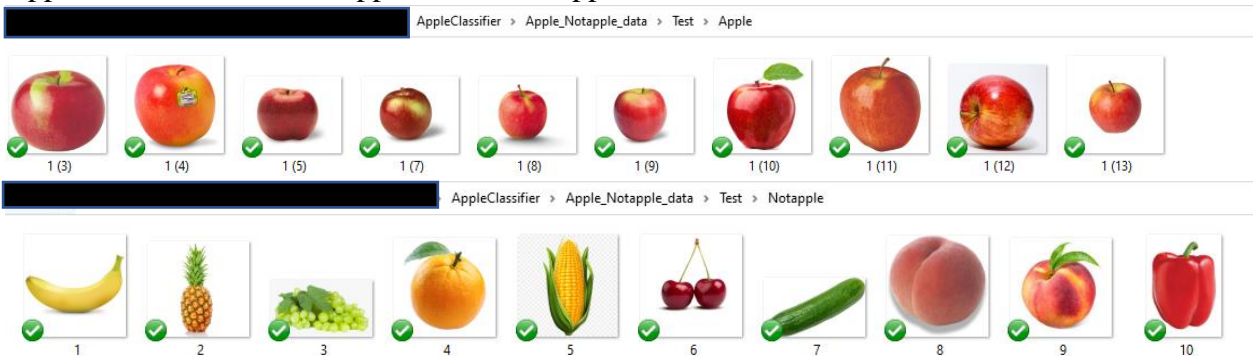 AppleClassifier > Apple_Notapple_data > Test > Apple
1 (3) 1 (4) 1 (5) 1 (7) 1 (8) 1 (9) 1 (10) 1 (11) 1 (12) 1 (13)
AppleClassifier > Apple_Notapple_data > Test > Notapple
1 2 3 4 5 6 7 8 9 10